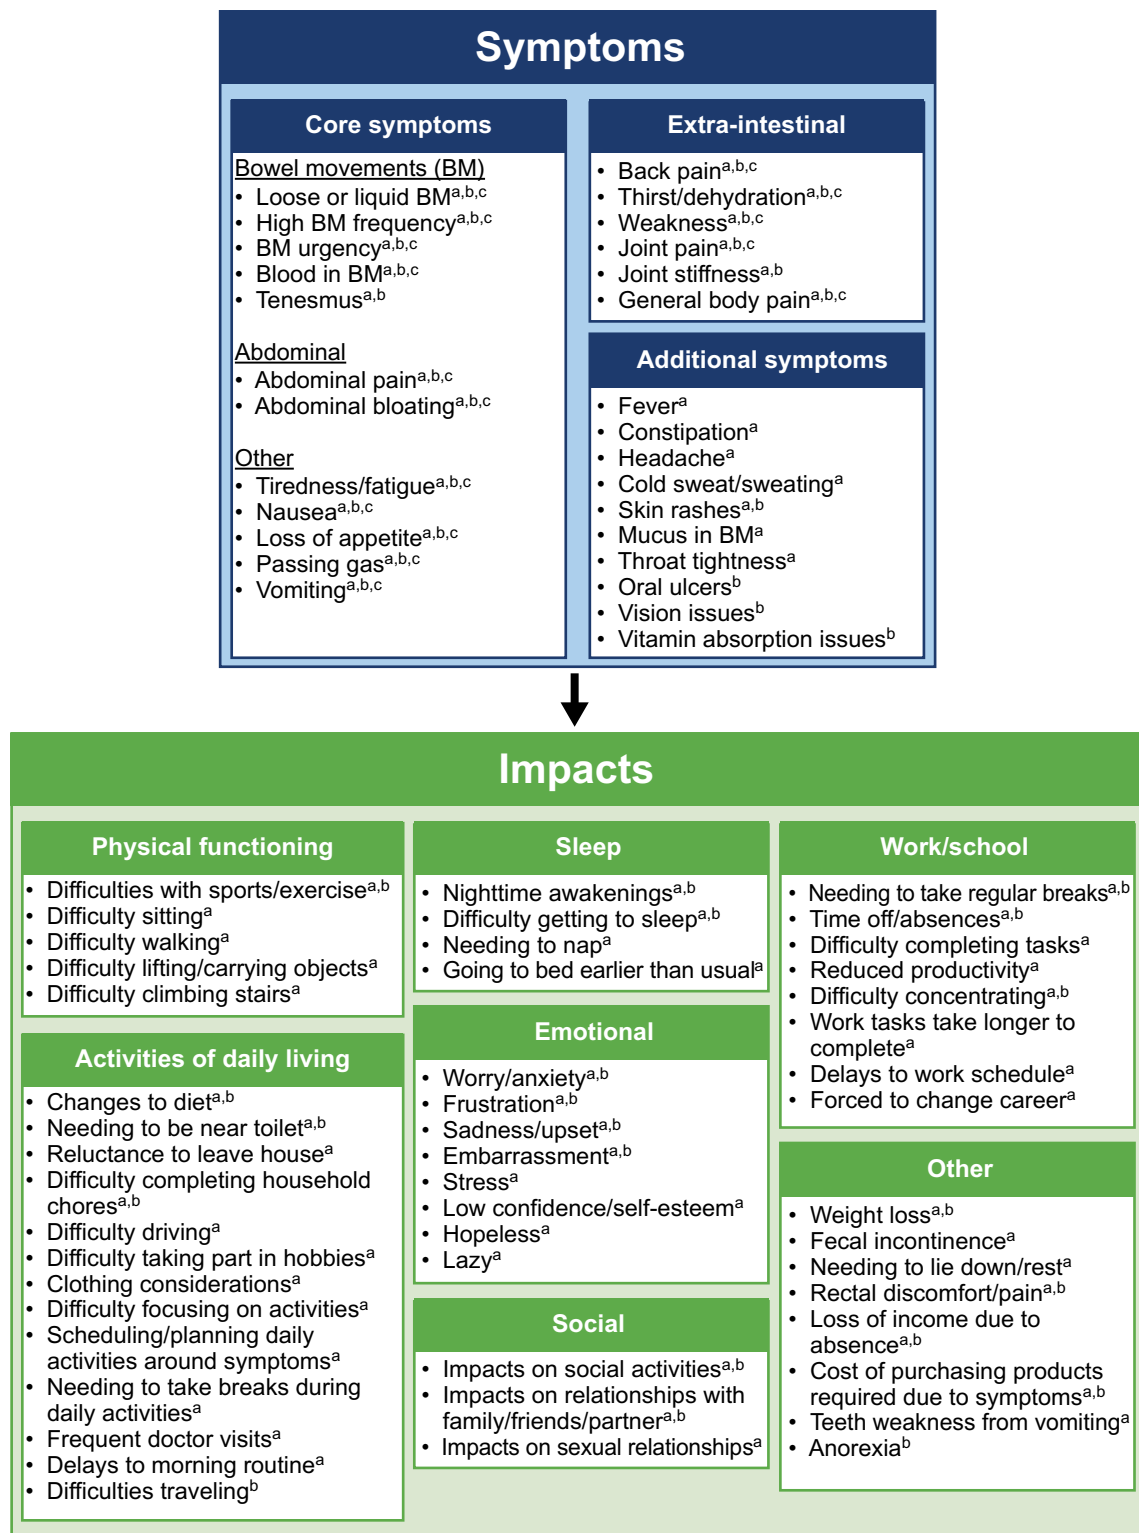 Symptoms
Core symptoms
Bowel movements (BM)
• Loose or liquid BMa,b,c
• High BM frequencya,b,c
• BM urgencya,b,c
• Blood in BMa,b,c
• Tenesmusa,b
Abdominal
• Abdominal paina,b,c
• Abdominal bloatinga,b,c
Other
• Tiredness/fatiguea,b,c
• Nauseaa,b,c
• Loss of appetitea,b,c
• Passing gasa,b,c
• Vomitinga,b,c
Extra-intestinal
• Back paina,b,c
• Thirst/dehydrationa,b,c
• Weaknessa,b,c
• Joint paina,b,c
• Joint stiffnessa,b
• General body paina,b,c
Additional symptoms
• Fevera
• Constipationa
• Headachea
• Cold sweat/sweatinga
• Skin rashesa,b
• Mucus in BMa
• Throat tightnessa
• Oral ulcersb
• Vision issuesb
• Vitamin absorption issuesb
Impacts
Physical functioning
• Difficulties with sports/exercisea,b
• Difficulty sittinga
• Difficulty walkinga
• Difficulty lifting/carrying objectsa
• Difficulty climbing stairsa
Activities of daily living
• Changes to dieta,b
• Needing to be near toileta,b
• Reluctance to leave housea
• Difficulty completing household
choresa,b
• Difficulty drivinga
• Difficulty taking part in hobbiesa
• Clothing considerationsa
• Difficulty focusing on activitiesa
• Scheduling/planning daily
activities around symptomsa
• Needing to take breaks during
daily activitiesa
• Frequent doctor visitsa
• Delays to morning routinea
• Difficulties travelingb
Sleep
• Nighttime awakeningsa,b
• Difficulty getting to sleepa,b
• Needing to napa
• Going to bed earlier than usuala
Emotional
• Worry/anxietya,b
• Frustrationa,b
• Sadness/upseta,b
• Embarrassmenta,b
• Stressa
• Low confidence/self-esteema
• Hopelessa
• Lazya
Social
• Impacts on social activitiesa,b
• Impacts on relationships with
family/friends/partnera,b
• Impacts on sexual relationshipsa
Work/school
• Needing to take regular breaksa,b
• Time off/absencesa,b
• Difficulty completing tasksa
• Reduced productivitya
• Difficulty concentratinga,b
• Work tasks take longer to
completea
• Delays to work schedulea
• Forced to change careera
Other
• Weight lossa,b
• Fecal incontinencea
• Needing to lie down/resta
• Rectal discomfort/paina,b
• Loss of income due to
absencea,b
• Cost of purchasing products
required due to symptomsa,b
• Teeth weakness from vomitinga
• Anorexiab